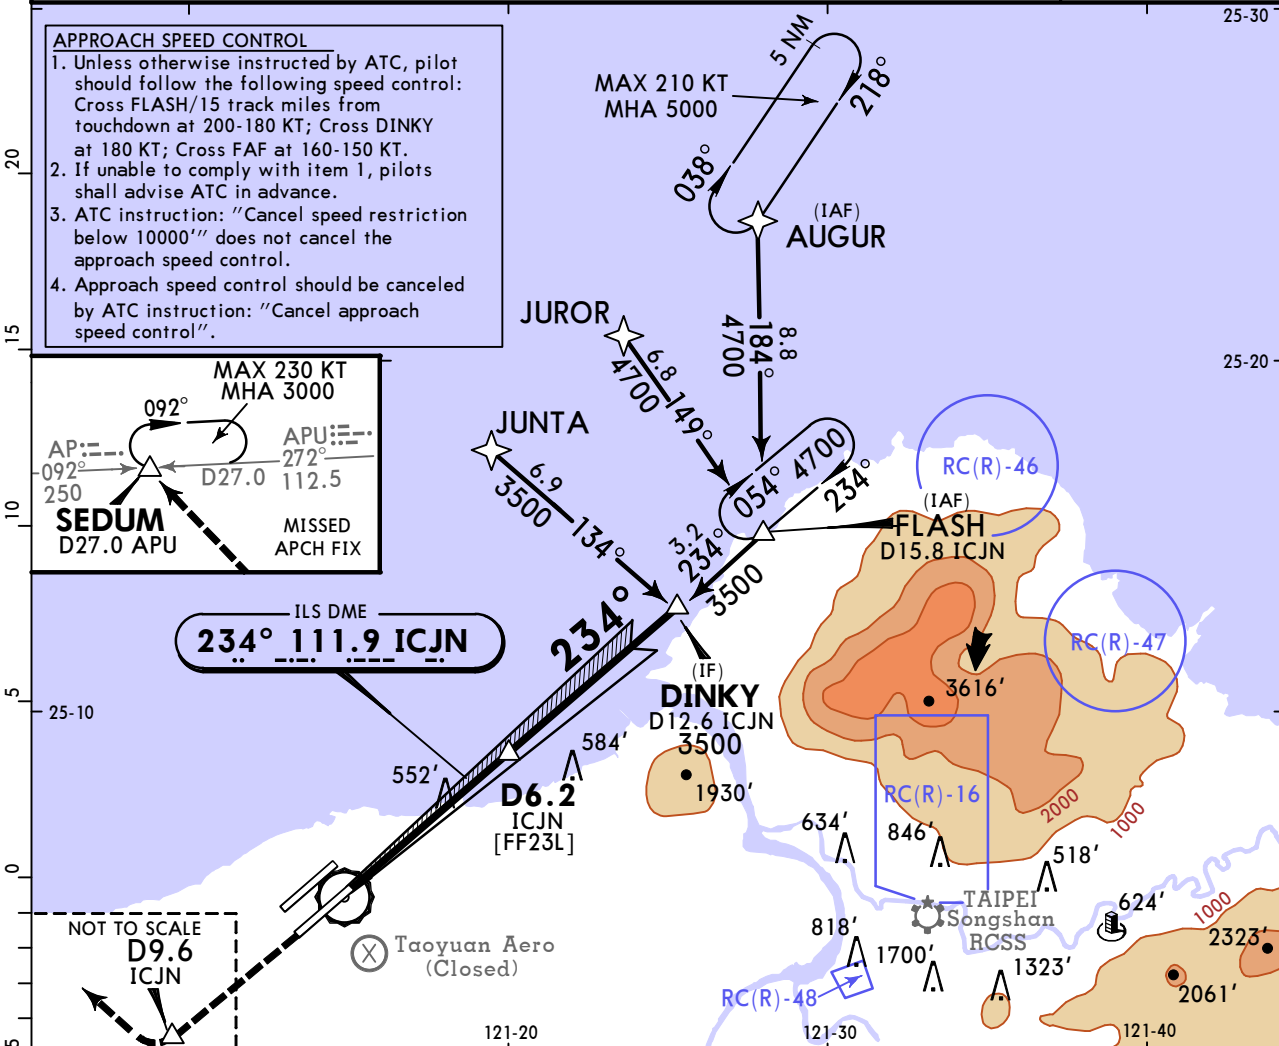 25-30
APPROACH SPEED CONTROL
1. Unless otherwise instructed by ATC, pilot
should follow the following speed control:
Cross FLASH/15 track miles from
touchdown at 200-180 KT; Cross DINKY
at 180 KT; Cross FAF at 160-150 KT.
2. If unable to comply with item 1, pilots
shall advise ATC in advance.
3. ATC instruction: "Cancel speed restriction
below 10000'" does not cancel the
approach speed control.
4. Approach speed control should be canceled
by ATC instruction: "Cancel approach
speed control".
5 NM
MAX 210 KT
MHA 5000
218°
038°
(IAF)
AUGUR
20
15
10
5
0
5
JUROR
6.8
4700
149°
8.8
184°
4700
25-20
MAX 230 KT
MHA 3000
092°
AP
092°
250
APU
272°
112.5
D27.0
SEDUM
D27.0 APU
MISSED
APCH FIX
JUNTA
6.9
3500
134°
054° 4700
234°
RC(R)-46
(IAF)
FLASH
D15.8 ICJN
3.2
234°
3500
ILS DME
234° 111.9 ICJN
234°
(IF)
DINKY
D12.6 ICJN
3500
RC(R)-47
3616'
25-10
584'
552'
D6.2
ICJN
[FF23L]
1930'
RC(R)-16
2000
1000
634'
846'
518'
TAIPEI
Songshan
RCSS
624'
1000
2323'
NOT TO SCALE
D9.6
ICJN
Taoyuan Aero
(Closed)
818'
1700'
1323'
RC(R)-48
2061'
121-20
121-30
121-40